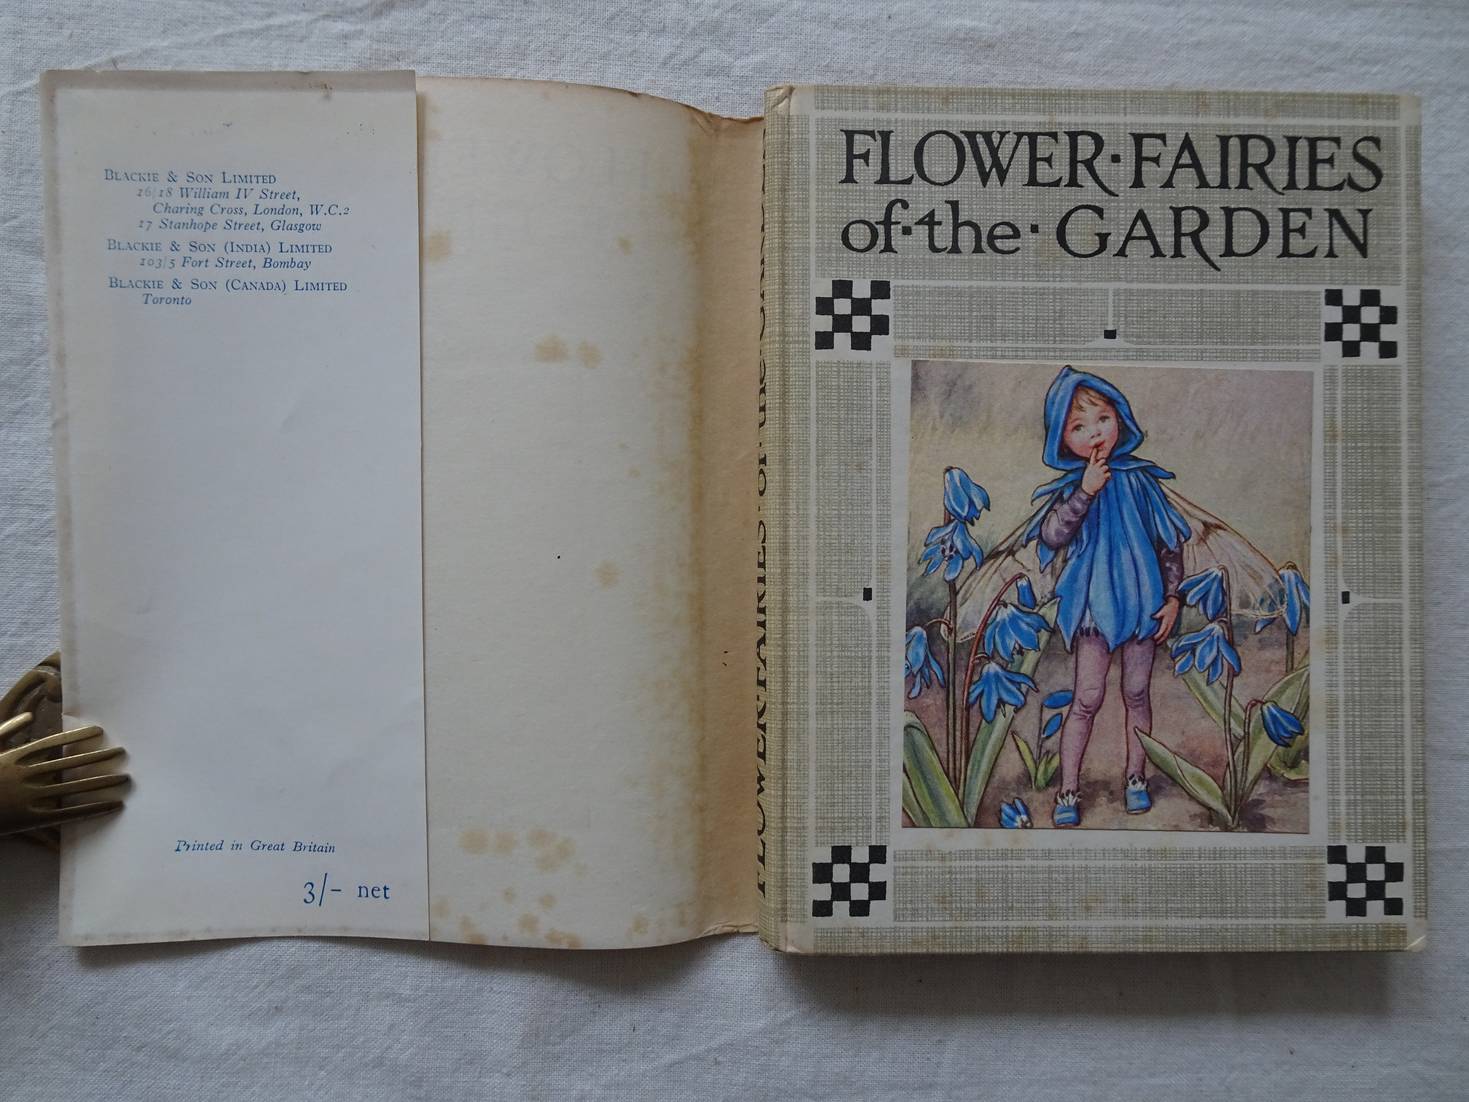 BLACKIE & SON LIMITED
16/18 William IV Street,
Charing Cross, London, W.C.2
17 Stanhope Street, Glasgow
BLACKIE & SON (INDIA) LIMITED
103/5 Fort Street, Bombay
BLACKIE & SON (CANADA) LIMITED
Toronto
Printed in Great Britain
3/- net
FLOWER·FAIRIES·of·the·GARDEN
FLOWER·FAIRIES
of·the·GARDEN